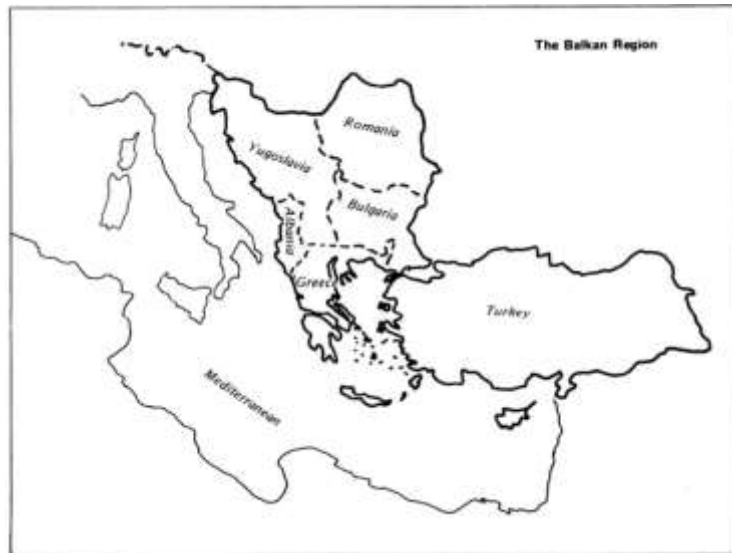 The Balkan Region
Romania
Yugoslavia
Bulgaria
Albania
Greece
Turkey
Mediterranean